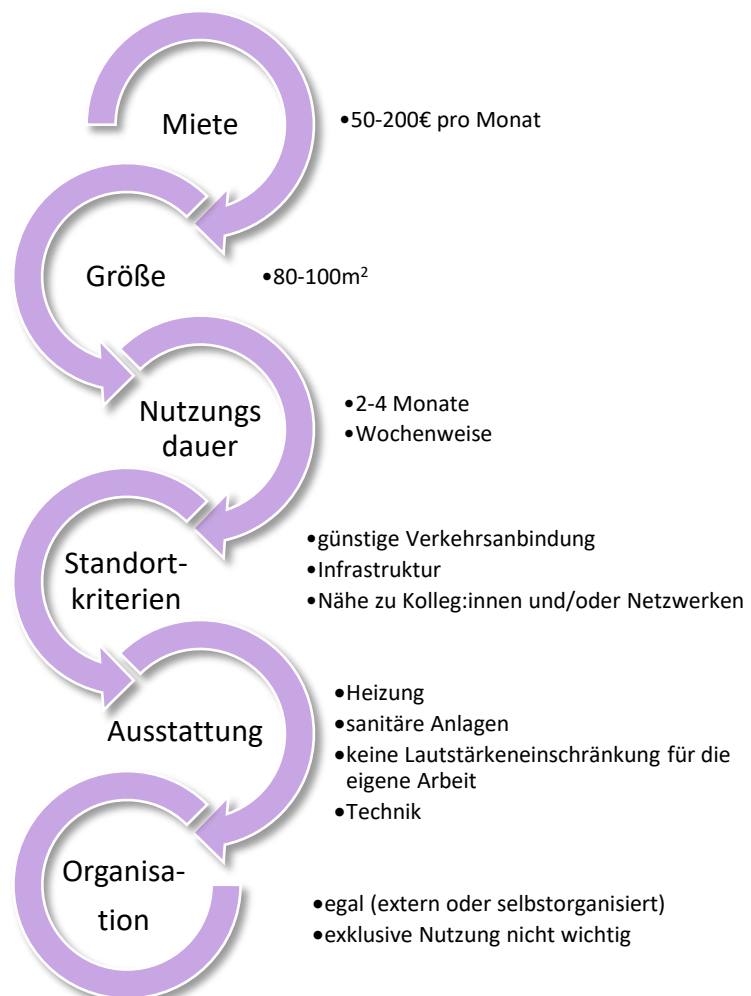 Miete
•50-200€ pro Monat
Größe
•80-100m²
Nutzungs
dauer
•2-4 Monate
•Wochenweise
Standort-
kriterien
•günstige Verkehrsanbindung
•Infrastruktur
•Nähe zu Kolleg:innen und/oder Netzwerken
Ausstattung
•Heizung
•sanitäre Anlagen
•keine Lautstärkeneinschränkung für die
eigene Arbeit
•Technik
Organisa-
tion
•egal (extern oder selbstorganisiert)
•exklusive Nutzung nicht wichtig